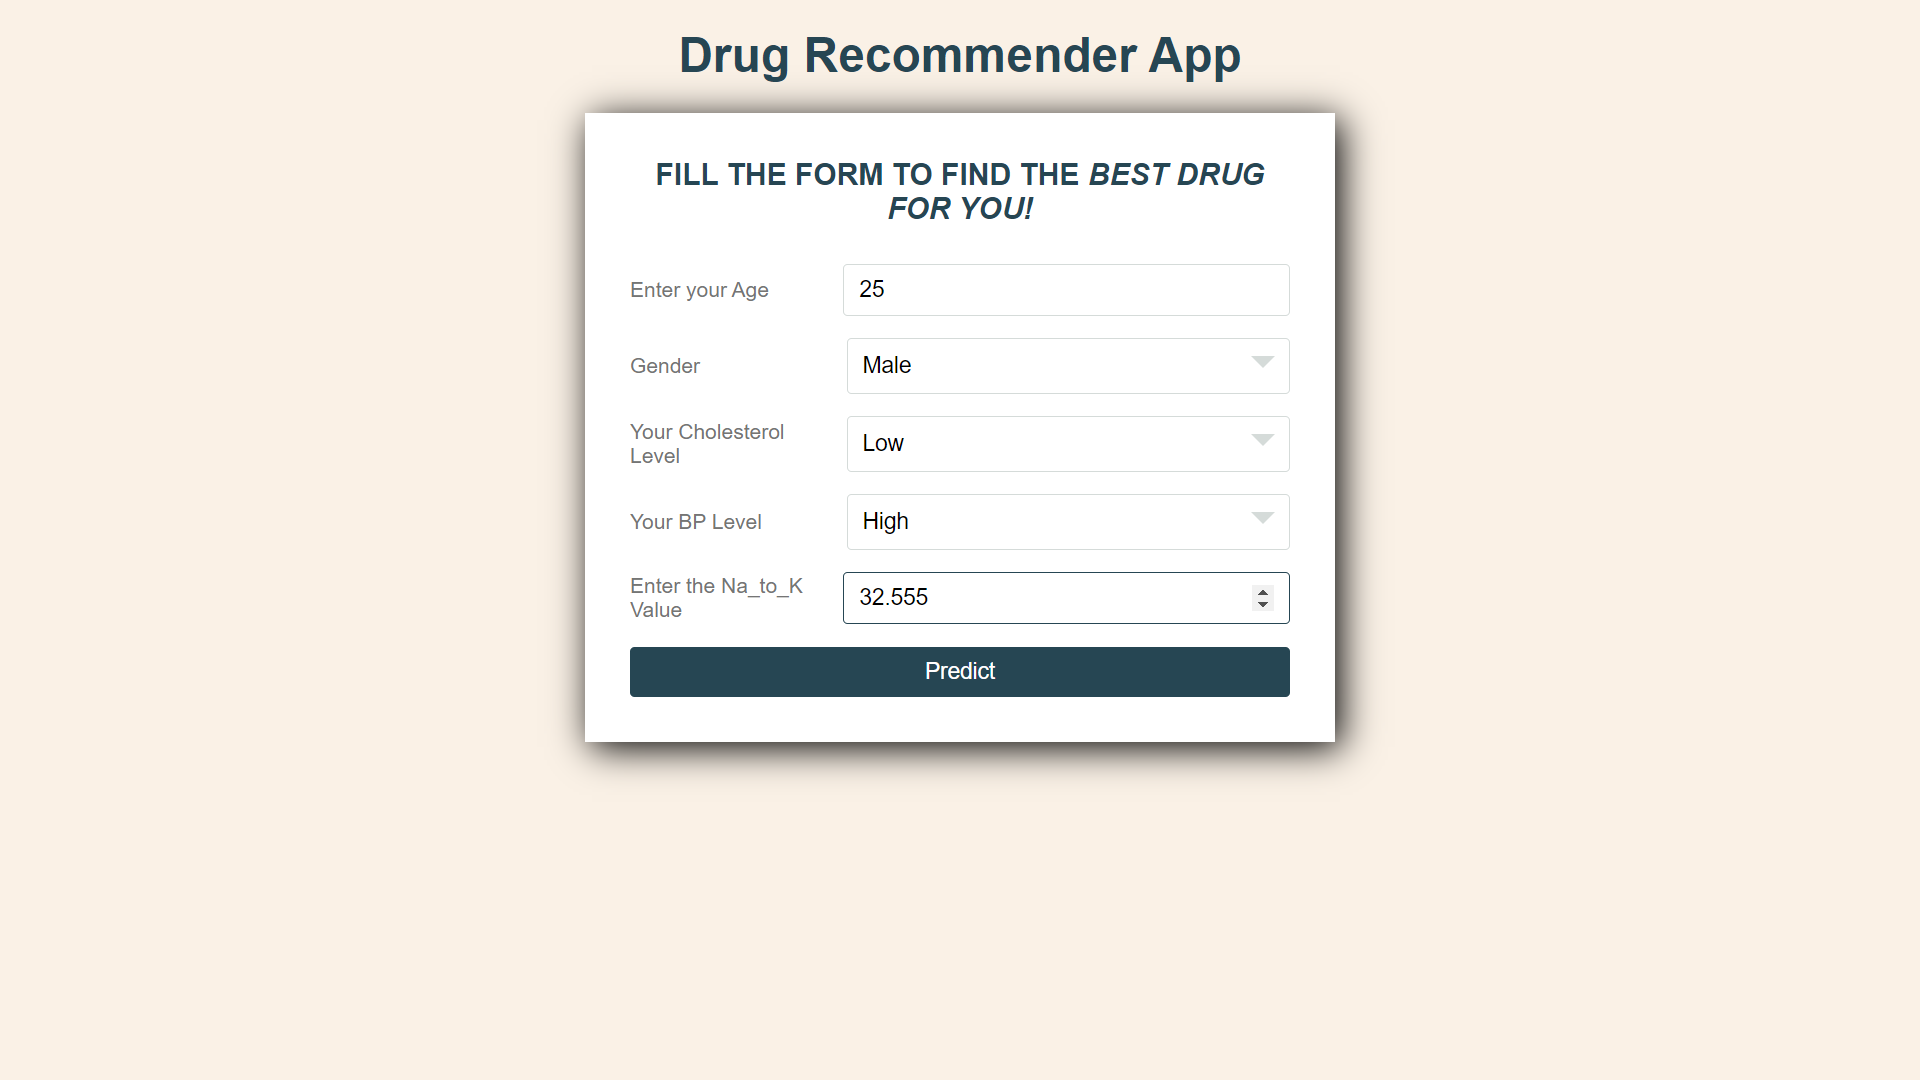 Drug Recommender App
FILL THE FORM TO FIND THE BEST DRUG
FOR YOU!
Enter your Age
25
Gender
Male
Your Cholesterol
Level
Low
Your BP Level
High
Enter the Na_to_K
Value
32.555
Predict